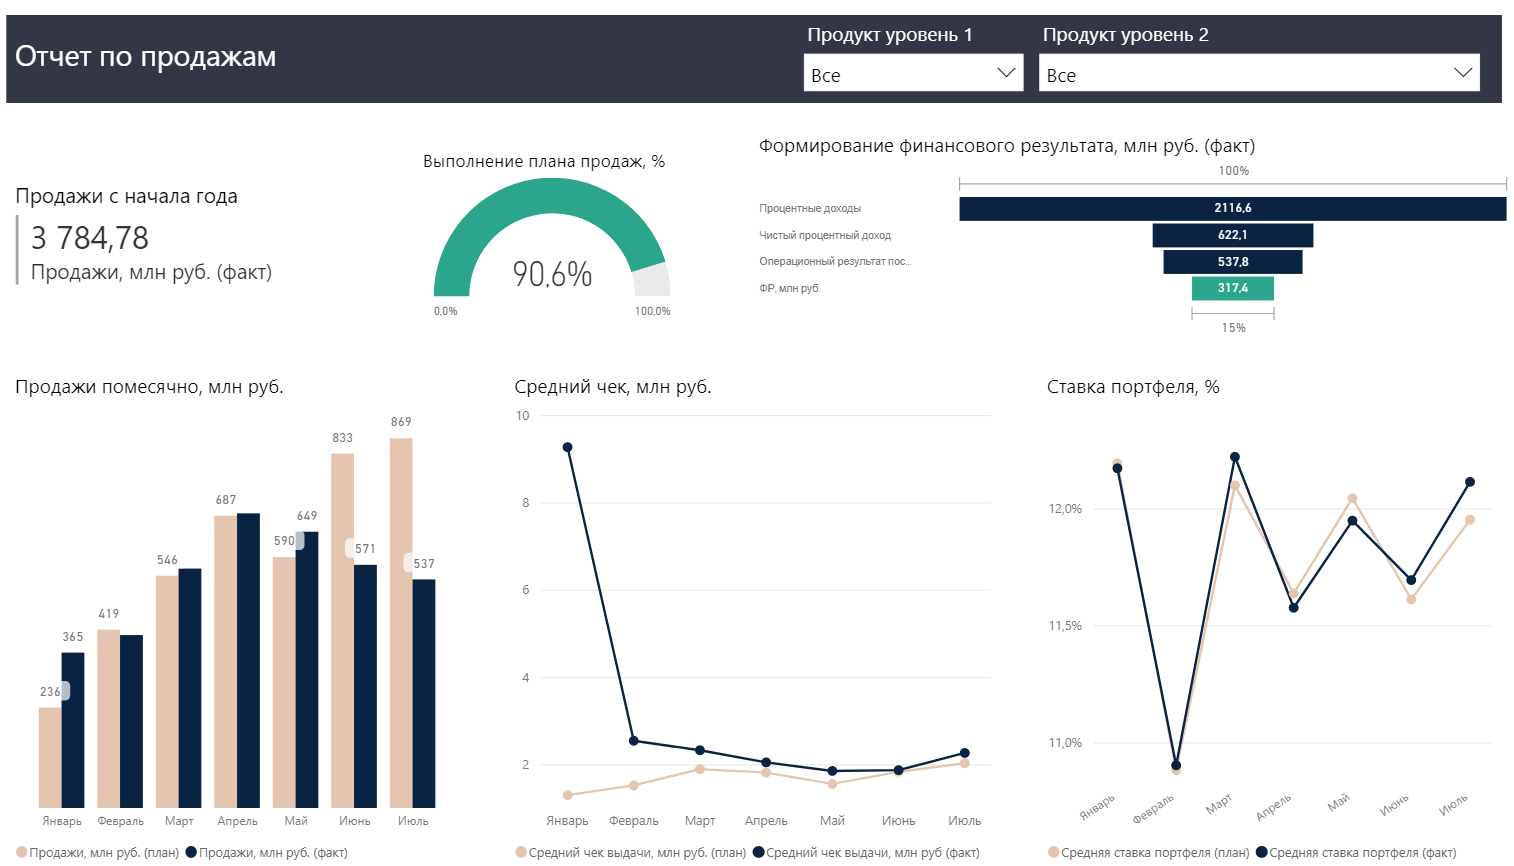 Отчет по продажам
Продукт уровень 1
Все
Продукт уровень 2
Все
Продажи с начала года
3 784,78
Продажи, млн руб. (факт)
Выполнение плана продаж, %
90,6%
0,0%
100,0%
Формирование финансового результата, млн руб. (факт)
100%
Процентные доходы
2116,6
Чистый процентный доход
622,1
Операционный результат пос...
537,8
ФР, млн руб.
317,4
15%
Продажи помесячно, млн руб.
236
365
419
546
687
590
649
833
571
869
537
Январь
Февраль
Март
Апрель
Май
Июнь
Июль
Продажи, млн руб. (план)
Продажи, млн руб. (факт)
Средний чек, млн руб.
10
8
6
4
2
Январь
Февраль
Март
Апрель
Май
Июнь
Июль
Средний чек выдачи, млн руб. (план)
Средний чек выдачи, млн руб (факт)
Ставка портфеля, %
12,0%
11,5%
11,0%
Январь
Февраль
Март
Апрель
Май
Июнь
Июль
Средняя ставка портфеля (план)
Средняя ставка портфеля (факт)